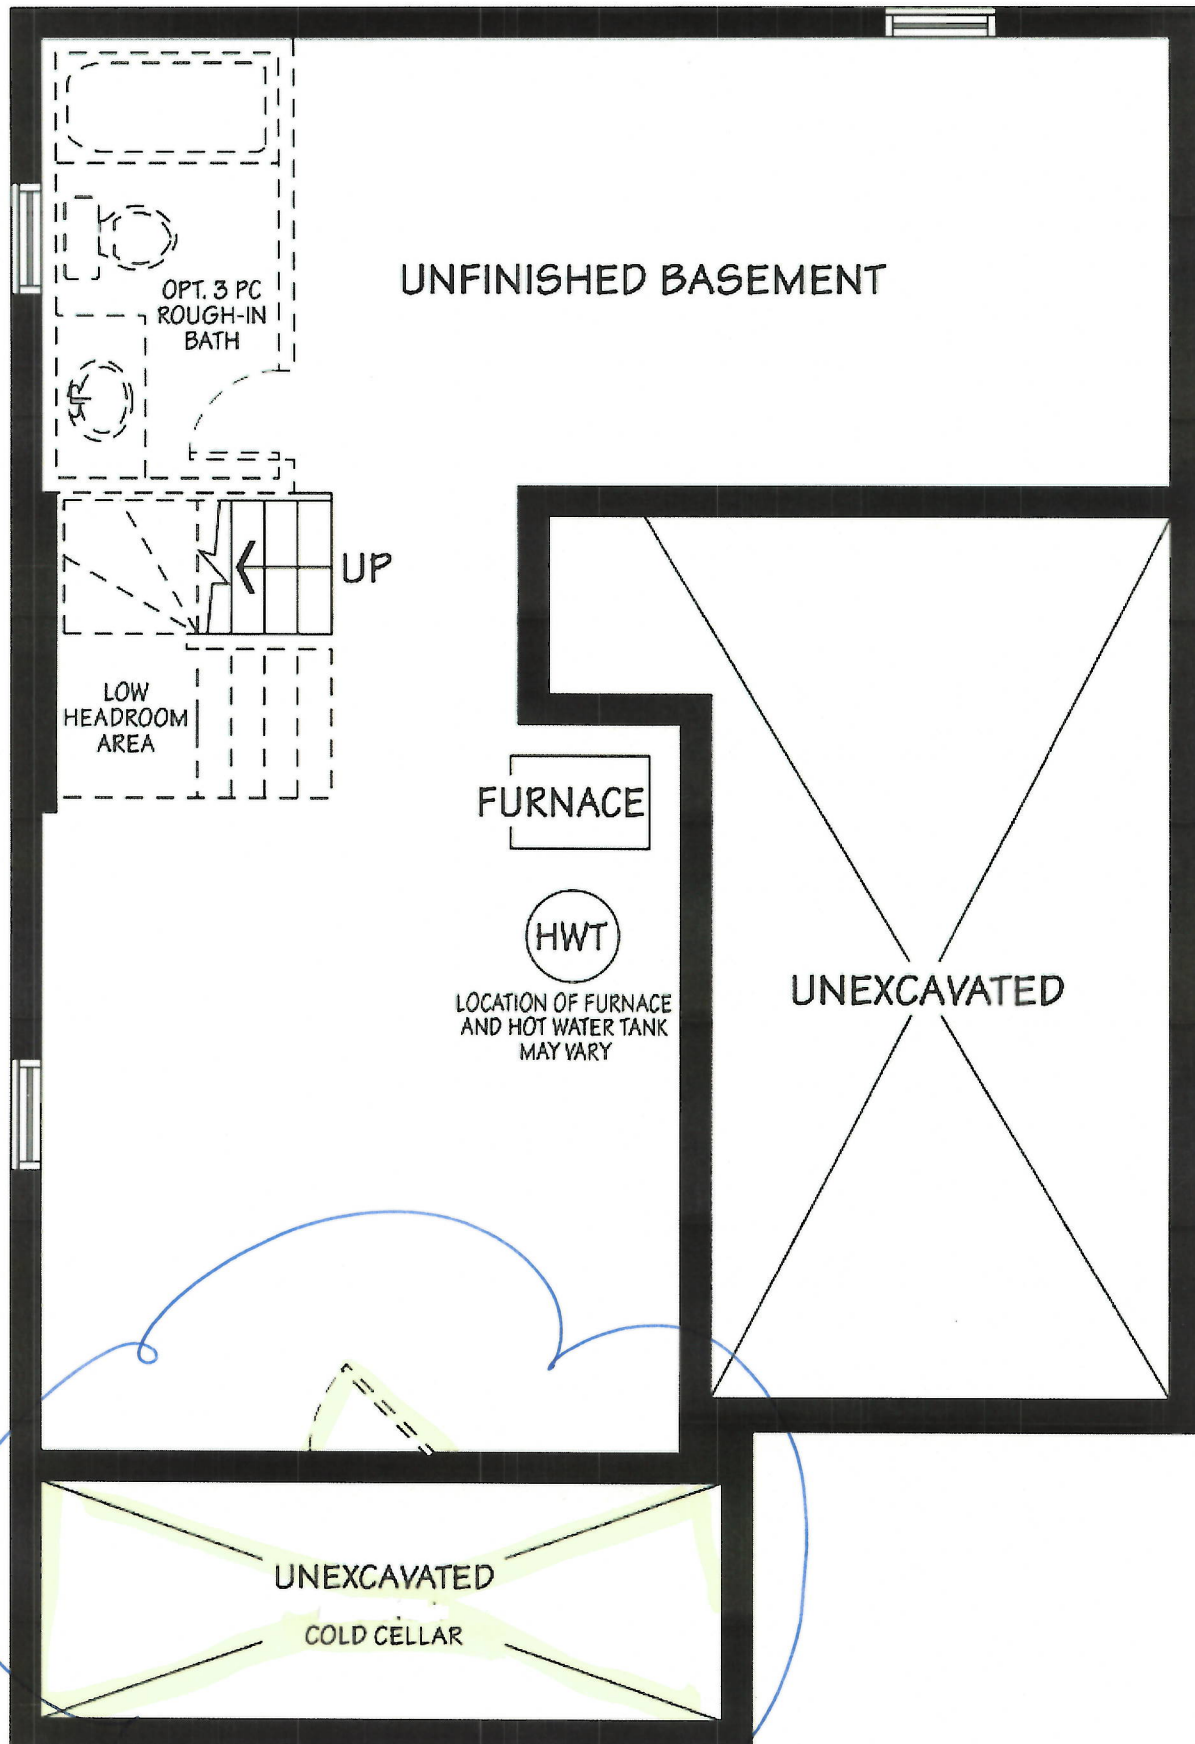 UNFINISHED BASEMENT
OPT. 3 PC
ROUGH-IN
BATH
UP
LOW
HEADROOM
AREA
FURNACE
HWT
LOCATION OF FURNACE
AND HOT WATER TANK
MAY VARY
UNEXCAVATED
UNEXCAVATED
COLD CELLAR